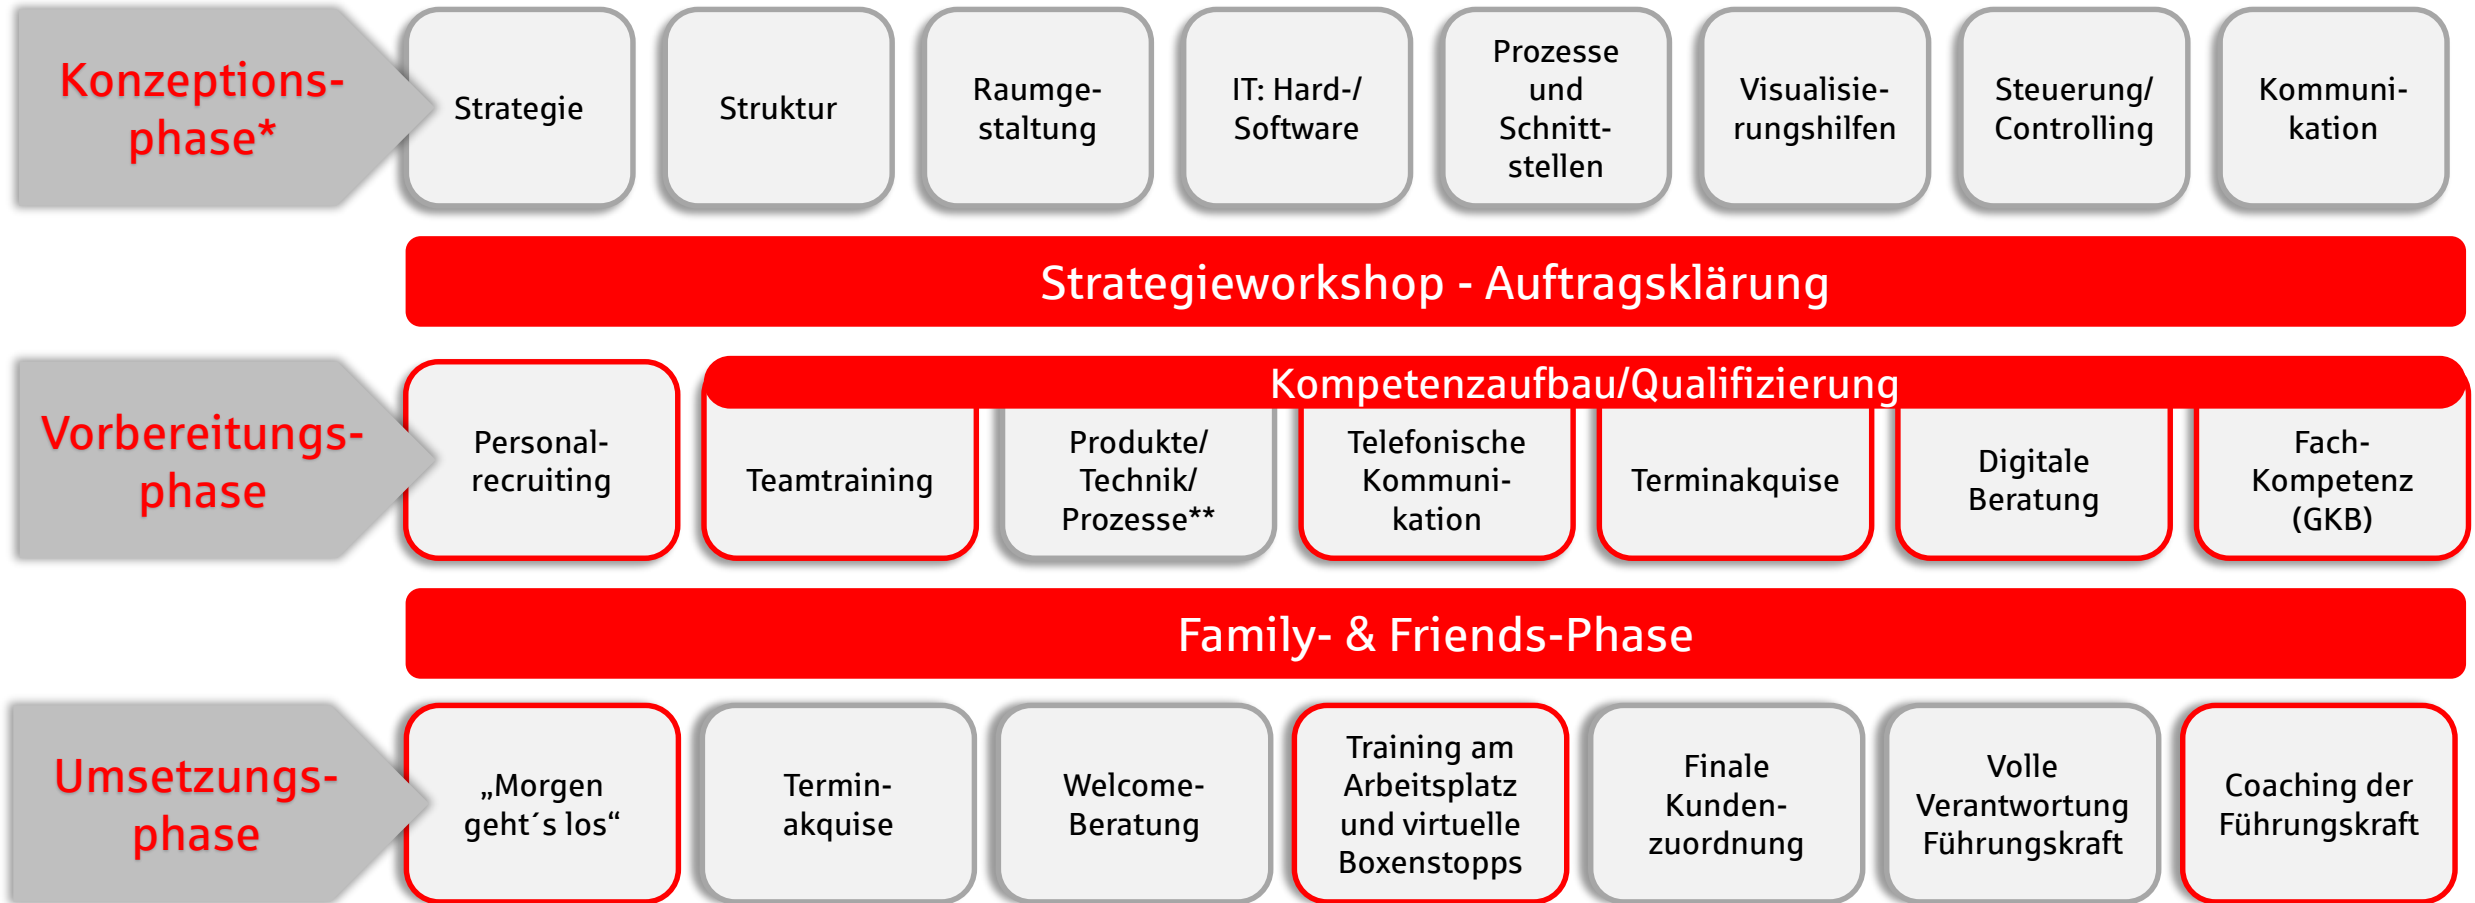 Konzeptions-
phase*
Strategie
Struktur
Raumge-
staltung
IT: Hard-/
Software
Prozesse
und
Schnitt-
stellen
Visualisie-
rungshilfen
Steuerung/
Controlling
Kommuni-
kation
Strategieworkshop - Auftragsklärung
Vorbereitungs-
phase
Personal-
recruiting
Kompetenzaufbau/Qualifizierung
Teamtraining
Produkte/
Technik/
Prozesse**
Telefonische
Kommuni-
kation
Terminakquise
Digitale
Beratung
Fach-
Kompetenz
(GKB)
Family- & Friends-Phase
Umsetzungs-
phase
„Morgen
geht´s los“
Termin-
akquise
Welcome-
Beratung
Training am
Arbeitsplatz
und virtuelle
Boxenstopps
Finale
Kunden-
zuordnung
Volle
Verantwortung
Führungskraft
Coaching der
Führungskraft